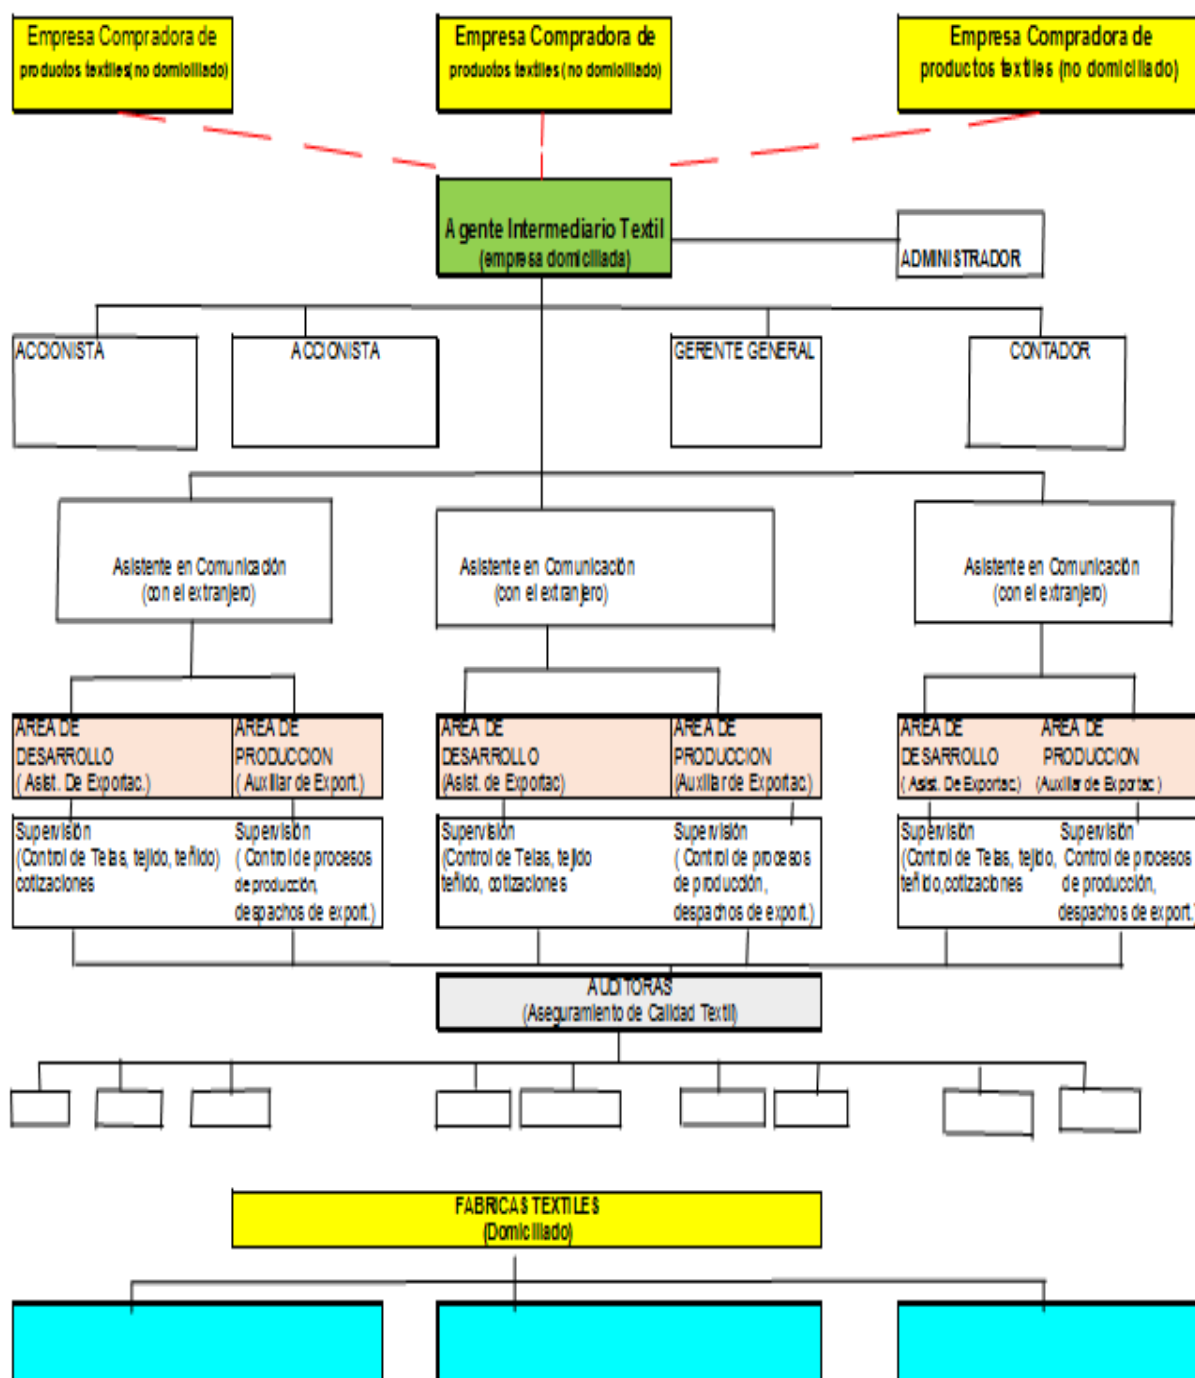 Empresa Compradora de
productos textiles(no domiciliado)
Empresa Compradora de
productos textiles (no domiciliado)
Empresa Compradora de
productos textiles (no domiciliado)
Agente Intermediario Textil
(empresa domiciliada)
ADMINISTRADOR
ACCIONISTA
ACCIONISTA
GERENTE GENERAL
CONTADOR
Asistente en Comunicación
(con el extranjero)
Asistente en Comunicación
(con el extranjero)
Asistente en Comunicación
(con el extranjero)
AREA DE
DESARROLLO
( Asist. De Exportac.)
AREA DE
PRODUCCION
( Auxiliar de Export.)
AREA DE
DESARROLLO
(Asist. de Exportac)
AREA DE
PRODUCCION
(Auxiliar de Exportac.)
AREA DE
DESARROLLO
( Asist. De Exportac)
AREA DE
PRODUCCION
(Auxiliar de Exportac )
Supervisión
(Control de Telas, tejido, teñido)
cotizaciones
Supervisión
( Control de procesos
de producción,
despachos de export.)
Supervisión
(Control de Telas, tejido
teñido, cotizaciones
Supervisión
( Control de procesos
de producción,
despachos de export.)
Supervisión
(Control de Telas, tejido,
teñido,cotizaciones
Supervisión
Control de procesos
de producción,
despachos de export.)
AUDITORAS
(Aseguramiento de Calidad Textil)
FABRICAS TEXTILES
(Domiciliado)